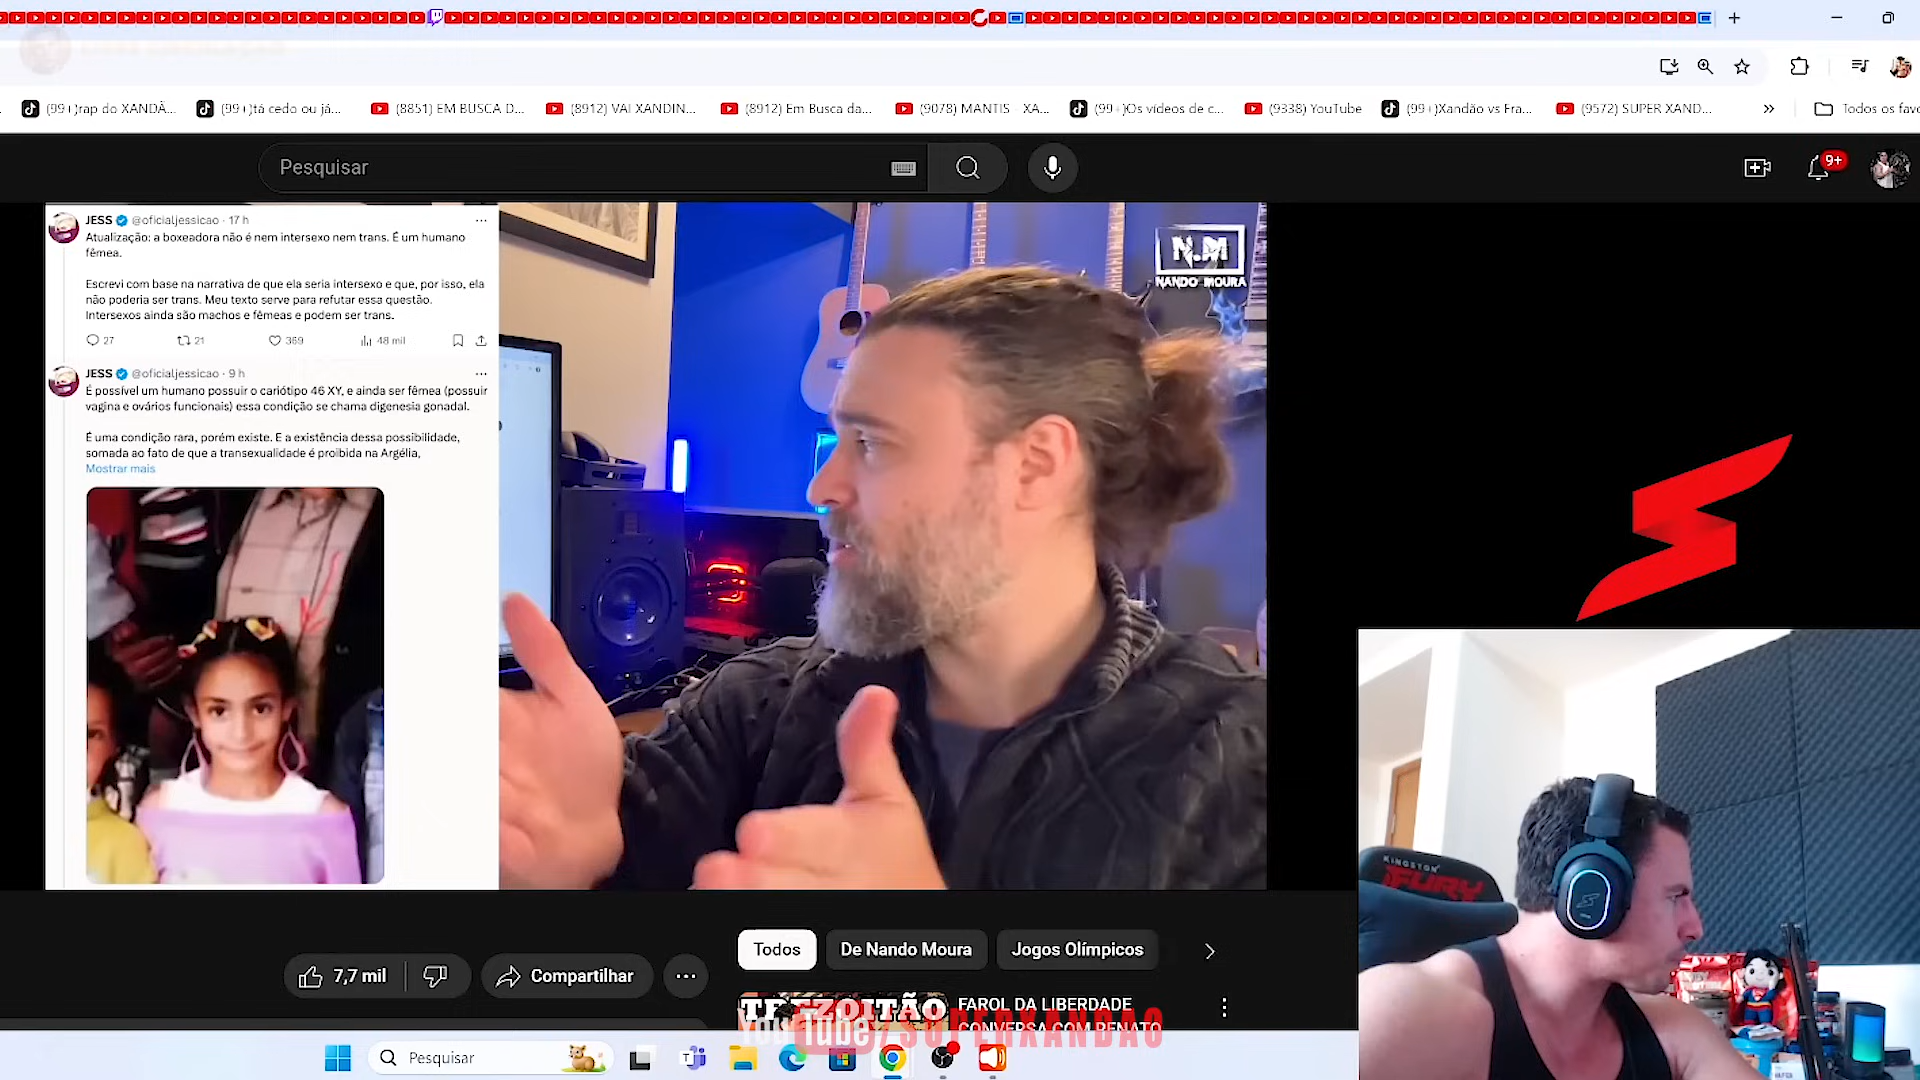 (99+)rap do XANDÃ...
(99+)tá cedo ou já...
(8851) EM BUSCA D...
(8912) VAI XANDIN...
(8912) Em Busca da...
(9078) MANTIS - XA...
(99+)Os vídeos de c...
(9338) YouTube
(99+)Xandão vs Fra...
(9572) SUPER XAND...
Todos os favo
Pesquisar
9+
JESS @oficialjessicao · 17 h
Atualização: a boxeadora não é nem intersexo nem trans. É um humano
fêmea.
Escrevi com base na narrativa de que ela seria intersexo e que, por isso, ela
não poderia ser trans. Meu texto serve para refutar essa questão.
Intersexos ainda são machos e fêmeas e podem ser trans.
27 21 369 48 mil
JESS @oficialjessicao · 9 h
É possível um humano possuir o cariótipo 46 XY, e ainda ser fêmea (possuir
vagina e ovários funcionais) essa condição se chama digenesia gonadal.
É uma condição rara, porém existe. E a existência dessa possibilidade,
somada ao fato de que a transexualidade é proibida na Argélia,
Mostrar mais
N.M
NANDO MOURA
KINGSTON
FURY
7,7 mil
Compartilhar
Todos
De Nando Moura
Jogos Olímpicos
TREZOITÃO
FAROL DA LIBERDADE
CONVERSA COM RENATO
YouTube/SUPERXANDAO
Pesquisar